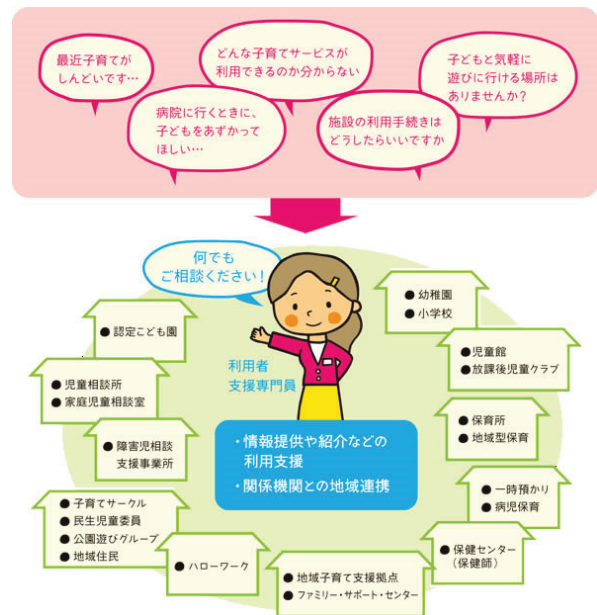 最近子育てが
しんどいです…
どんな子育てサービスが
利用できるのか分からない
子どもと気軽に
遊びに行ける場所は
ありませんか?
病院に行くときに、
子どもをあずかって
ほしい…
施設の利用手続きは
どうしたらいいですか
何でも
ご相談ください!
利用者
支援専門員
・情報提供や紹介などの
利用支援
・関係機関との地域連携
● 認定こども園
● 児童相談所
● 家庭児童相談室
● 障害児相談
支援事業所
● 子育てサークル
● 民生児童委員
● 公園遊びグループ
● 地域住民
● ハローワーク
● 地域子育て支援拠点
● ファミリー・サポート・センター
● 保健センター
(保健師)
● 一時預かり
● 病児保育
● 保育所
● 地域型保育
● 児童館
● 放課後児童クラブ
● 幼稚園
● 小学校